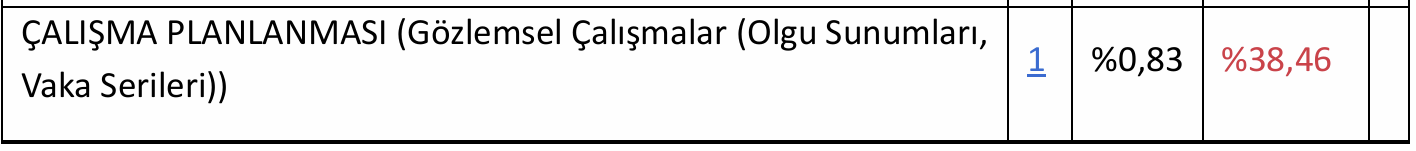 ÇALIŞMA PLANLANMASI (Gözlemsel Çalışmalar (Olgu Sunumları,
Vaka Serileri))
1
%0,83
%38,46